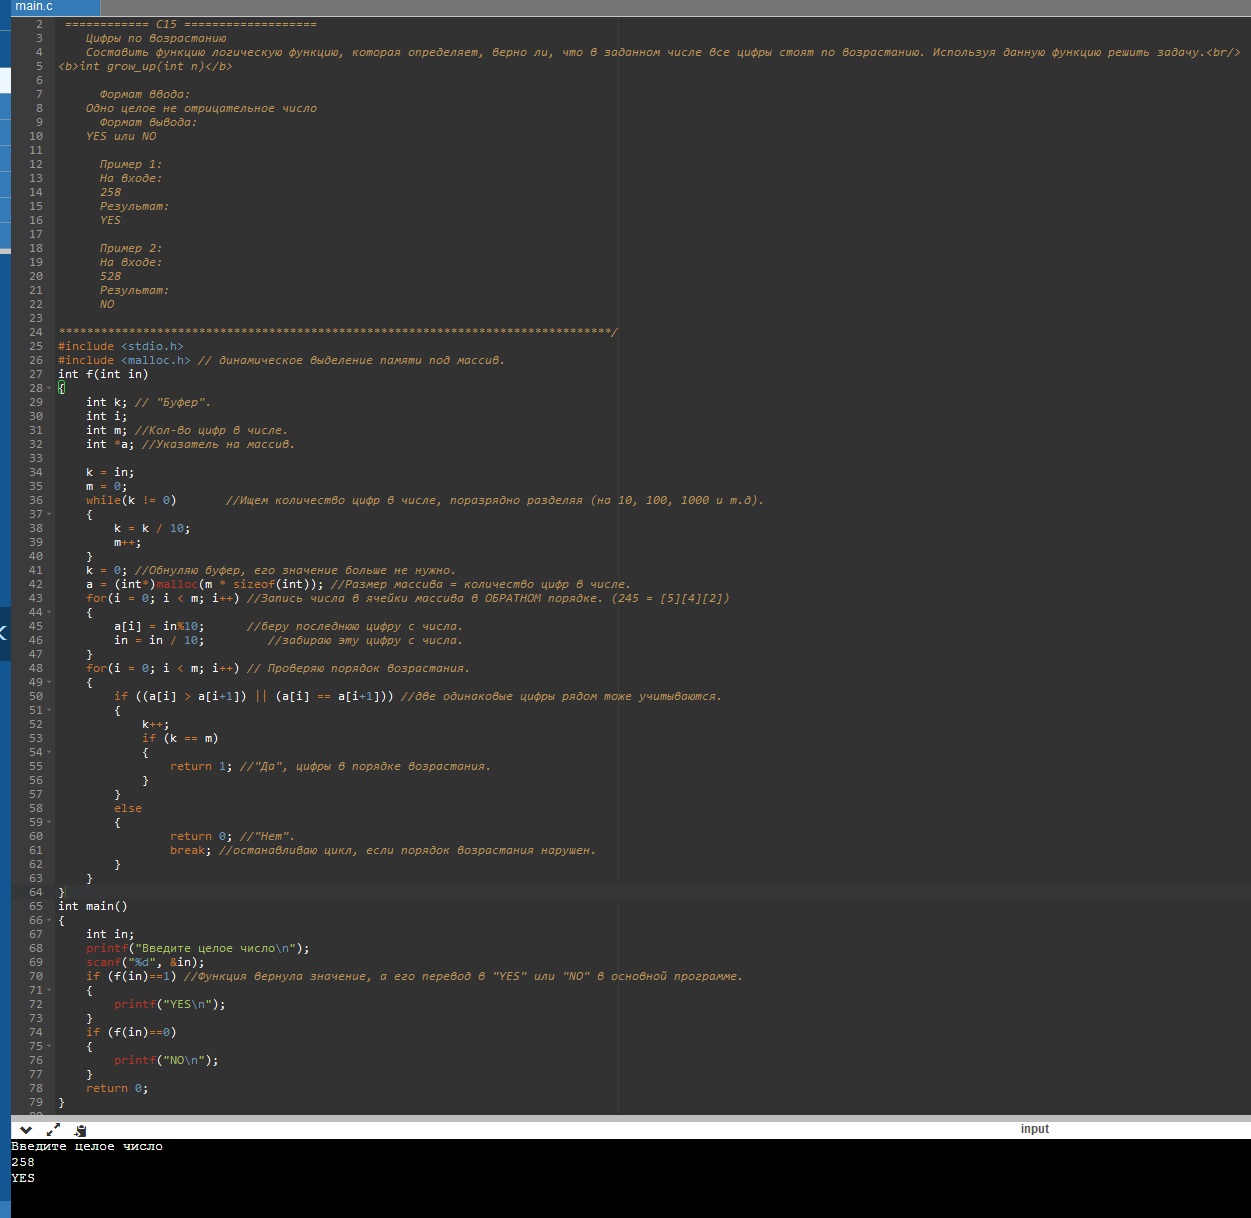 main.c
2 ============ C15 ===================
3 Цифры по возрастанию
4 Составить функцию логическую функцию, которая определяет, верно ли, что в заданном числе все цифры стоят по возрастанию. Используя данную функцию решить задачу.<br/>
5 <b>int grow_up(int n)</b>
6
7 Формат ввода:
8 Одно целое не отрицательное число
9 Формат вывода:
10 YES или NO
11
12 Пример 1:
13 На входе:
14 258
15 Результат:
16 YES
17
18 Пример 2:
19 На входе:
20 528
21 Результат:
22 NO
23
24 *******************************************************************************/
25 #include <stdio.h>
26 #include <malloc.h> // динамическое выделение памяти под массив.
27 int f(int in)
28 {
29 int k; // "Буфер".
30 int i;
31 int m; //Кол-во цифр в числе.
32 int *a; //Указатель на массив.
33
34 k = in;
35 m = 0;
36 while(k != 0) //Ищем количество цифр в числе, поразрядно разделяя (на 10, 100, 1000 и т.д).
37 {
38 k = k / 10;
39 m++;
40 }
41 k = 0; //Обнуляю буфер, его значение больше не нужно.
42 a = (int*)malloc(m * sizeof(int)); //Размер массива = количество цифр в числе.
43 for(i = 0; i < m; i++) //Запись числа в ячейки массива в ОБРАТНОМ порядке. (245 = [5][4][2])
44 {
45 a[i] = in%10; //беру последнюю цифру с числа.
46 in = in / 10; //забираю эту цифру с числа.
47 }
48 for(i = 0; i < m; i++) // Проверяю порядок возрастания.
49 {
50 if ((a[i] > a[i+1]) || (a[i] == a[i+1])) //две одинаковые цифры рядом тоже учитываются.
51 {
52 k++;
53 if (k == m)
54 {
55 return 1; //"Да", цифры в порядке возрастания.
56 }
57 }
58 else
59 {
60 return 0; //"Нет".
61 break; //останавливаю цикл, если порядок возрастания нарушен.
62 }
63 }
64 }
65 int main()
66 {
67 int in;
68 printf("Введите целое число\n");
69 scanf("%d", &in);
70 if (f(in)==1) //Функция вернула значение, а его перевод в "YES" или "NO" в основной программе.
71 {
72 printf("YES\n");
73 }
74 if (f(in)==0)
75 {
76 printf("NO\n");
77 }
78 return 0;
79 }
input
Введите целое число
258
YES